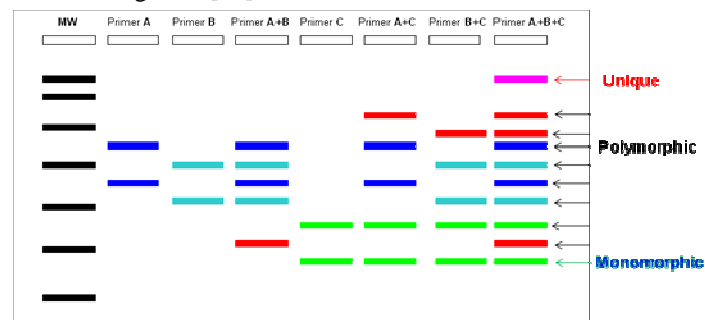 MW Primer A Primer B Primer A+B Primer C Primer A+C Primer B+C Primer A+B+C
Unique
Polymorphic
Monomorphic